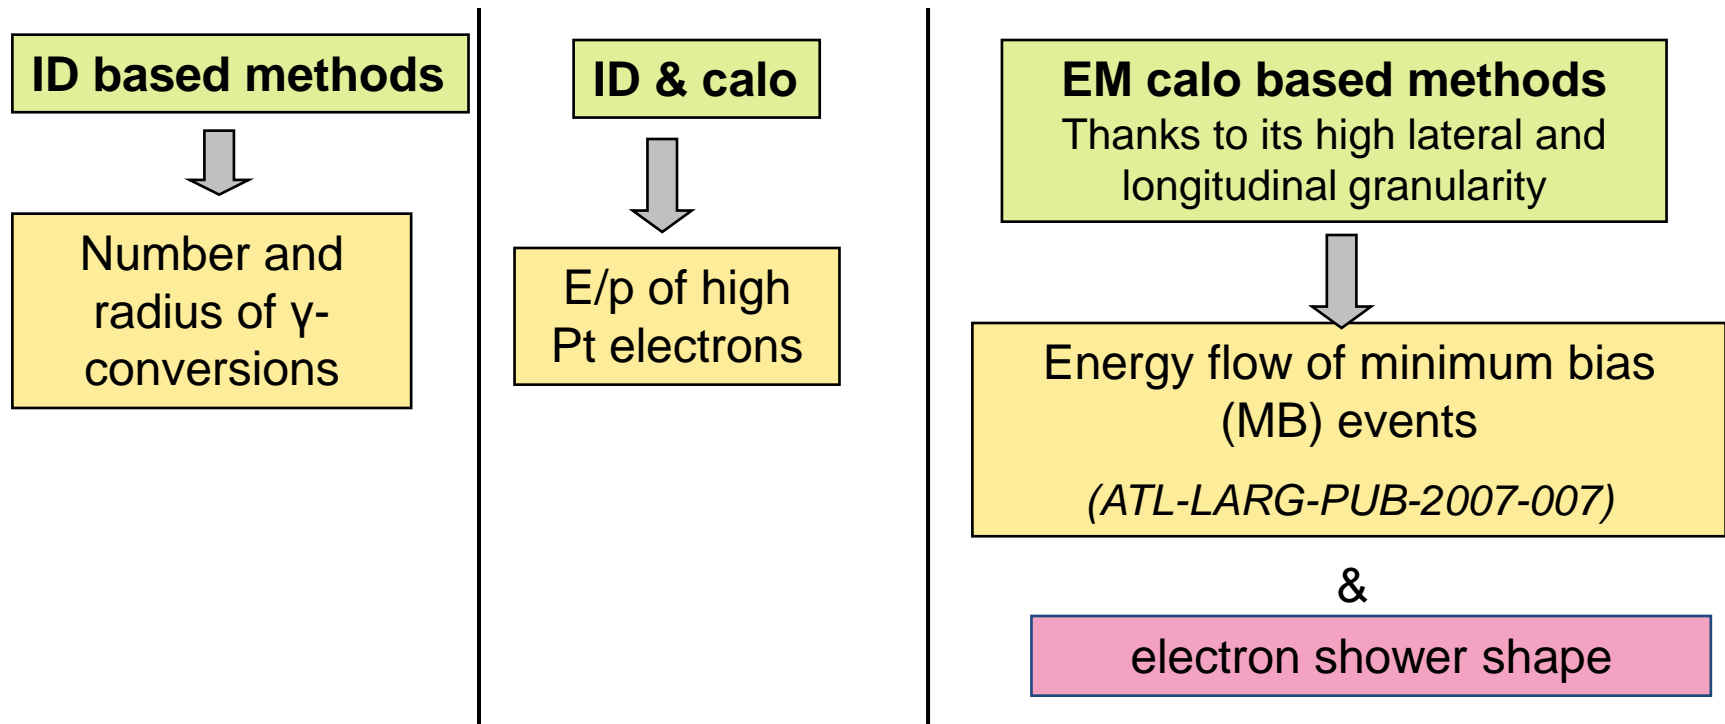 ID based methods
Number and
radius of γ-
conversions
ID & calo
E/p of high
Pt electrons
EM calo based methods
Thanks to its high lateral and
longitudinal granularity
Energy flow of minimum bias
(MB) events
(ATL-LARG-PUB-2007-007)
&
electron shower shape